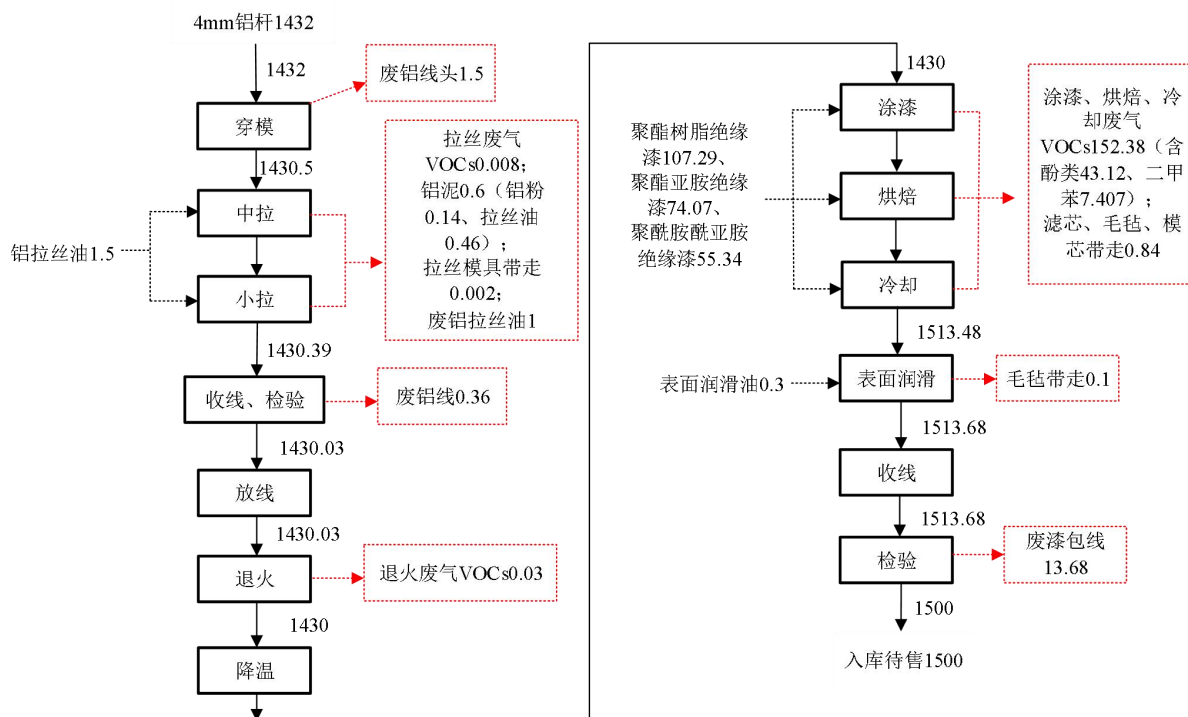 4mm铝杆1432
1432
废铝线头1.5
穿模
1430.5
拉丝废气
VOCs0.008；
铝泥0.6（铝粉
0.14、拉丝油
0.46）；
拉丝模具带走
0.002；
废铝拉丝油1
中拉
铝拉丝油1.5
小拉
1430.39
收线、检验
废铝线0.36
1430.03
放线
1430.03
退火
退火废气VOCs0.03
1430
降温
1430
涂漆
聚酯树脂绝缘
漆107.29、
聚酯亚胺绝缘
漆74.07、
聚酰胺酰亚胺
绝缘漆55.34
烘焙
冷却
涂漆、烘焙、冷
却废气
VOCs152.38（含
酚类43.12、二甲
苯7.407）；
滤芯、毛毡、模
芯带走0.84
1513.48
表面润滑油0.3
表面润滑
毛毡带走0.1
1513.68
收线
1513.68
检验
废漆包线
13.68
1500
入库待售1500